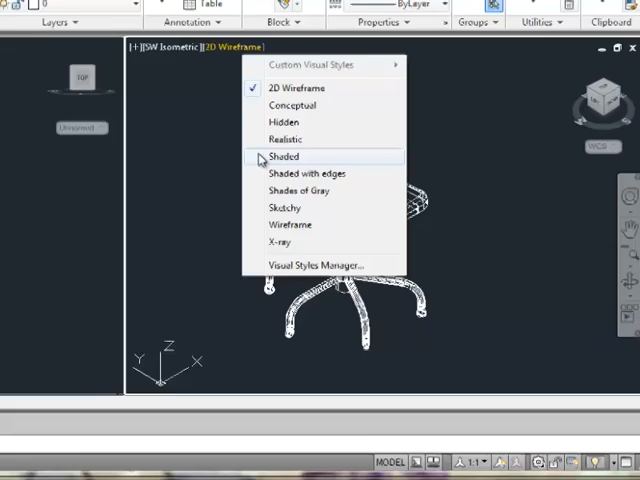 0
Table
ByLayer
Layers
Annotation
Block
Properties
Groups
Utilities
Clipboard
[+][SW Isometric][2D Wireframe]
TOP
Unnamed
Custom Visual Styles
2D Wireframe
Conceptual
Hidden
Realistic
Shaded
Shaded with edges
Shades of Gray
Sketchy
Wireframe
X-ray
Visual Styles Manager...
WCS
Z
Y
X
MODEL
1:1